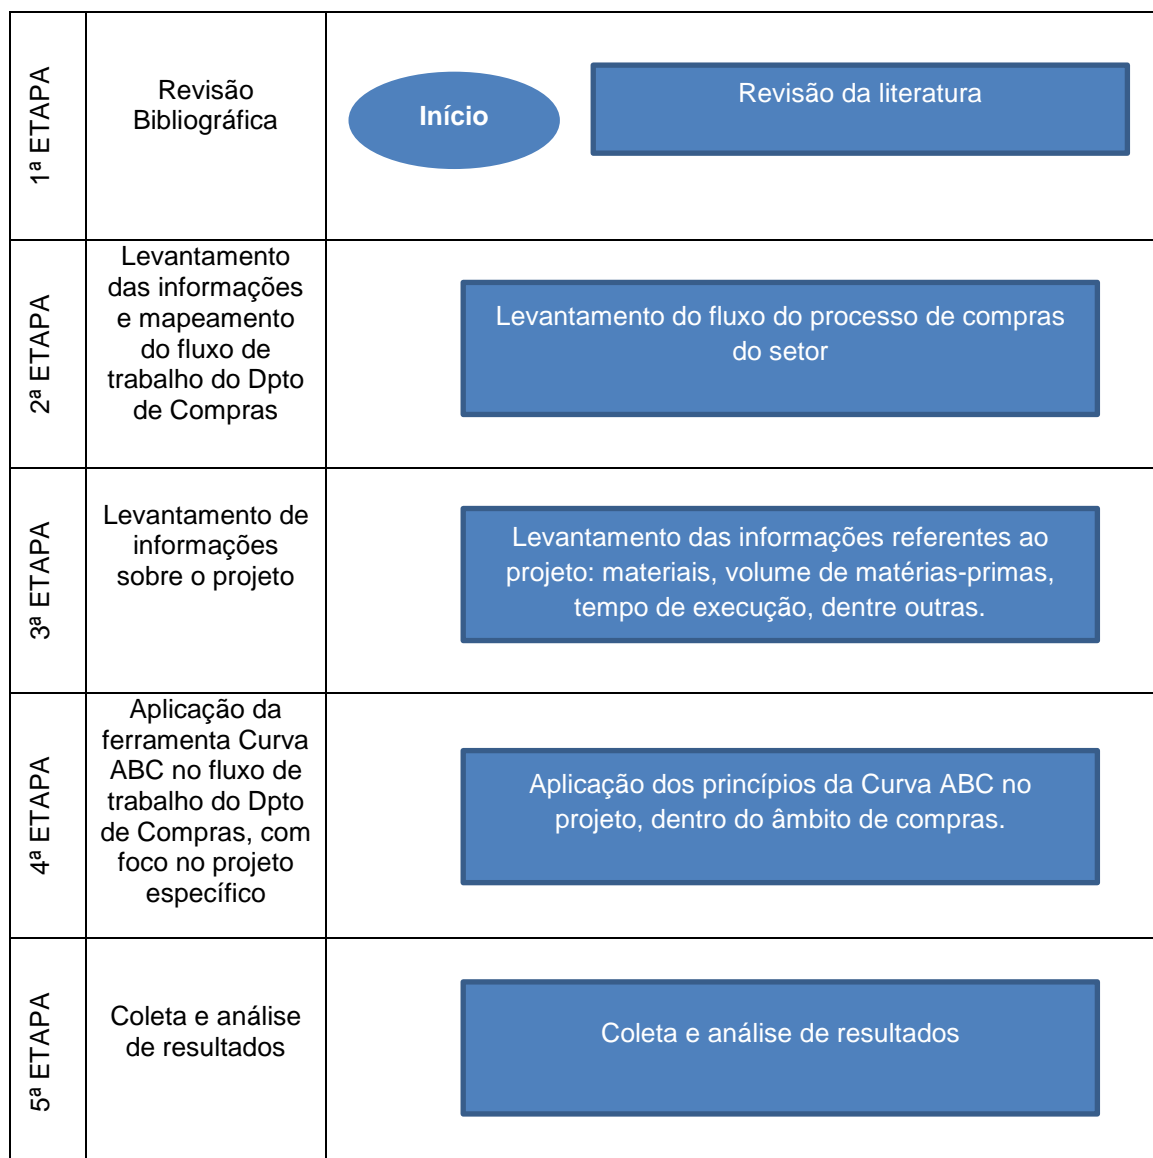 1ª ETAPA
Revisão
Bibliográfica
Início
Revisão da literatura
2ª ETAPA
Levantamento
das informações
e mapeamento
do fluxo de
trabalho do Dpto
de Compras
Levantamento do fluxo do processo de compras
do setor
3ª ETAPA
Levantamento de
informações
sobre o projeto
Levantamento das informações referentes ao
projeto: materiais, volume de matérias-primas,
tempo de execução, dentre outras.
4ª ETAPA
Aplicação da
ferramenta Curva
ABC no fluxo de
trabalho do Dpto
de Compras, com
foco no projeto
específico
Aplicação dos princípios da Curva ABC no
projeto, dentro do âmbito de compras.
5ª ETAPA
Coleta e análise
de resultados
Coleta e análise de resultados